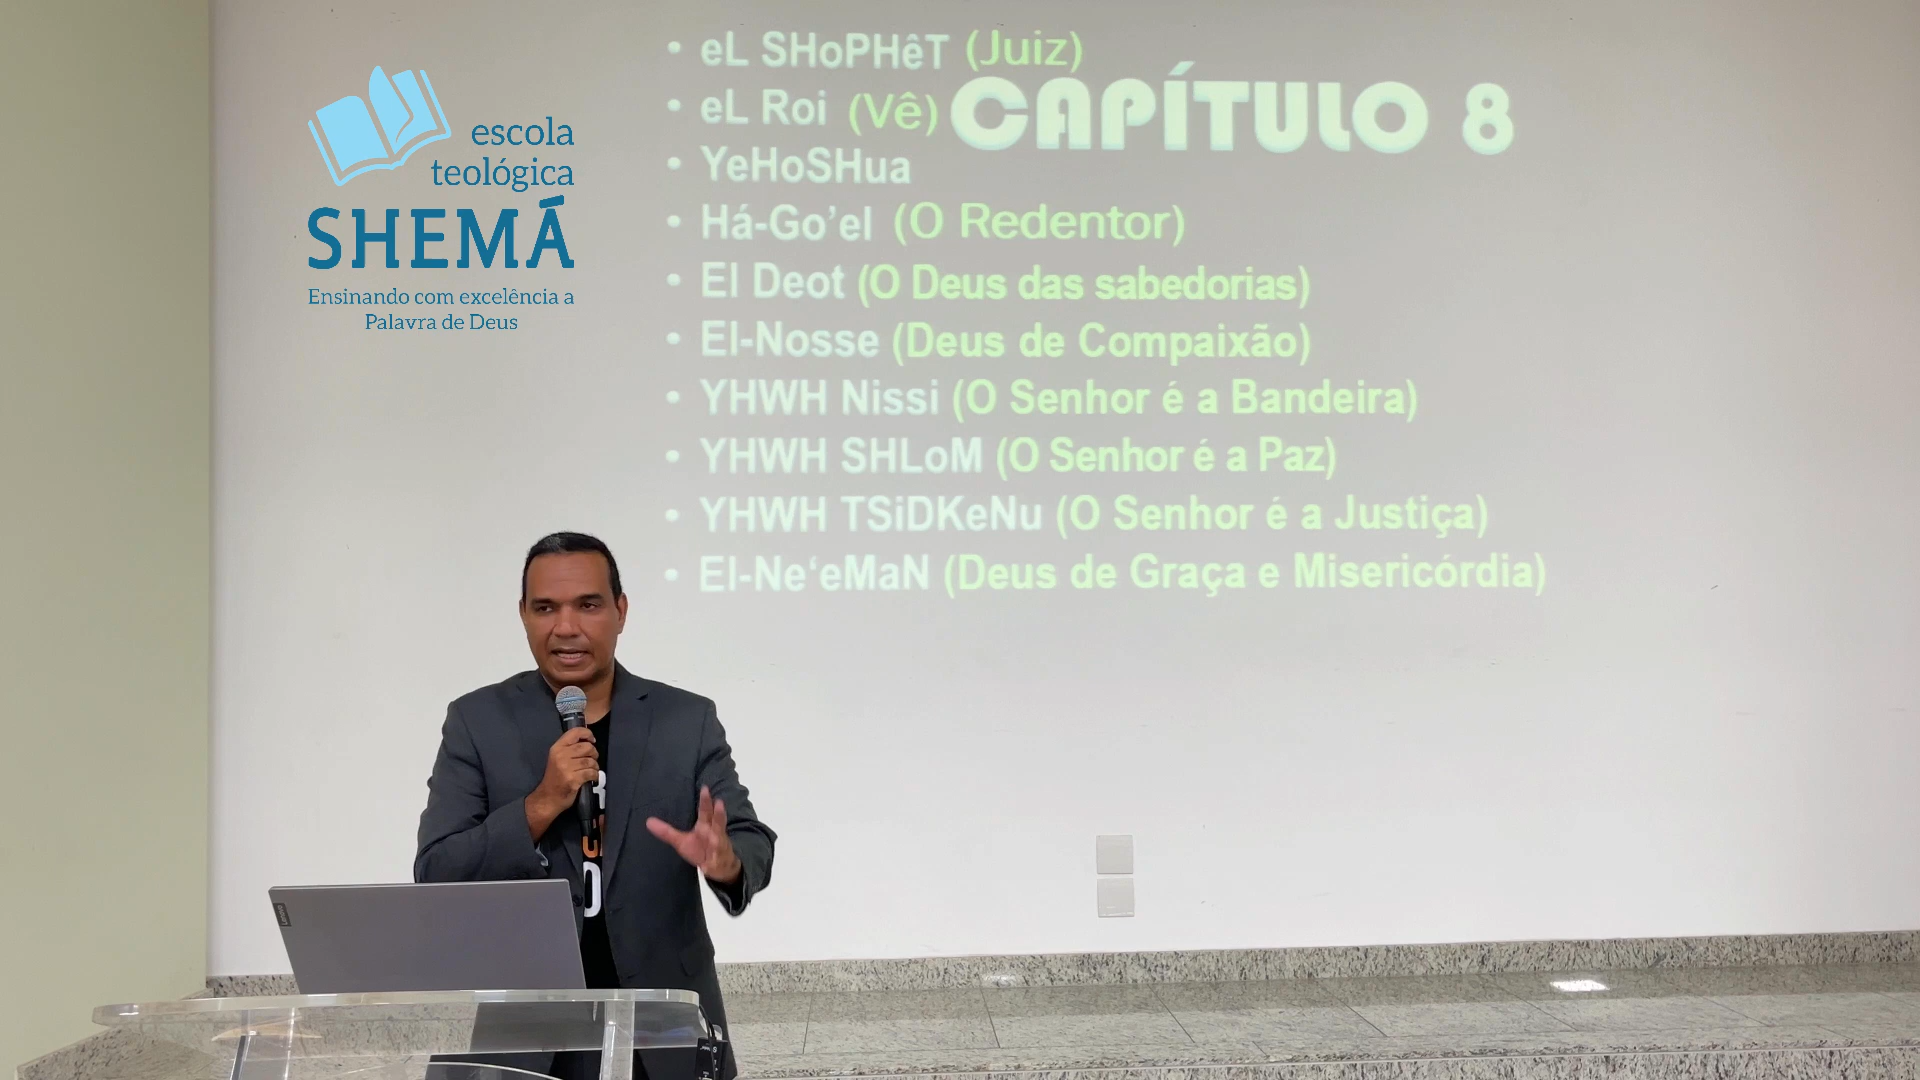 escola
teológica
SHEMÁ
Ensinando com excelência a
Palavra de Deus
CAPÍTULO 8
• eL SHoPHêT (Juiz)
• eL Roi (Vê)
• YeHoSHua
• Há-Go’el (O Redentor)
• El Deot (O Deus das sabedorias)
• El-Nosse (Deus de Compaixão)
• YHWH Nissi (O Senhor é a Bandeira)
• YHWH SHLoM (O Senhor é a Paz)
• YHWH TSiDKeNu (O Senhor é a Justiça)
• El-Ne‘eMaN (Deus de Graça e Misericórdia)
Lenovo